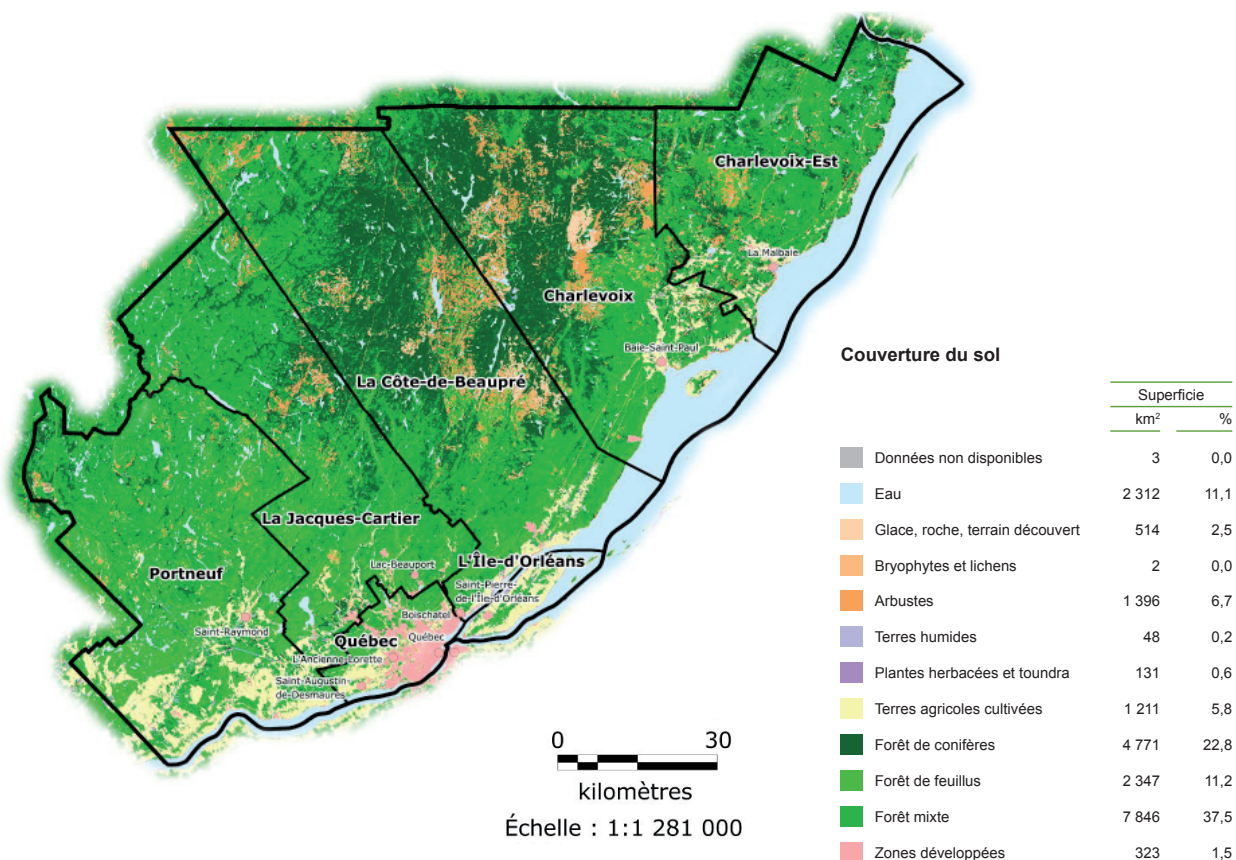 Charlevoix-Est
La Malbaie
Charlevoix
Baie-Saint-Paul
La Côte-de-Beaupré
La Jacques-Cartier
L'Île-d'Orléans
Portneuf
Lac-Beauport
Saint-Pierre-
de-l'Île-d'Orléans
Boischatel
Saint-Raymond
Québec
Québec
L'Ancienne-Lorette
Saint-Augustin-
de-Desmaures
0 30
kilomètres
Échelle : 1:1 281 000
Couverture du sol
Superficie
km² %
Données non disponibles 3 0,0
Eau 2 312 11,1
Glace, roche, terrain découvert 514 2,5
Bryophytes et lichens 2 0,0
Arbustes 1 396 6,7
Terres humides 48 0,2
Plantes herbacées et toundra 131 0,6
Terres agricoles cultivées 1 211 5,8
Forêt de conifères 4 771 22,8
Forêt de feuillus 2 347 11,2
Forêt mixte 7 846 37,5
Zones développées 323 1,5